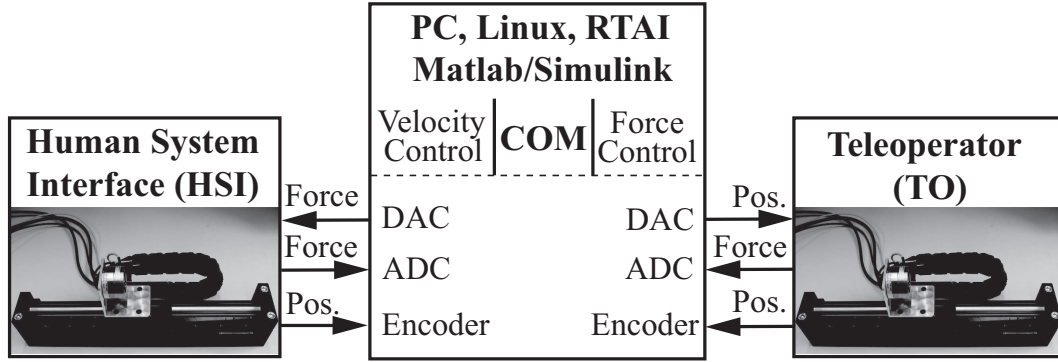 PC, Linux, RTAI
Matlab/Simulink
Velocity
Control
COM
Force
Control
Human System
Interface (HSI)
Teleoperator
(TO)
Force
DAC
DAC
Pos.
Force
ADC
ADC
Force
Pos.
Encoder
Encoder
Pos.